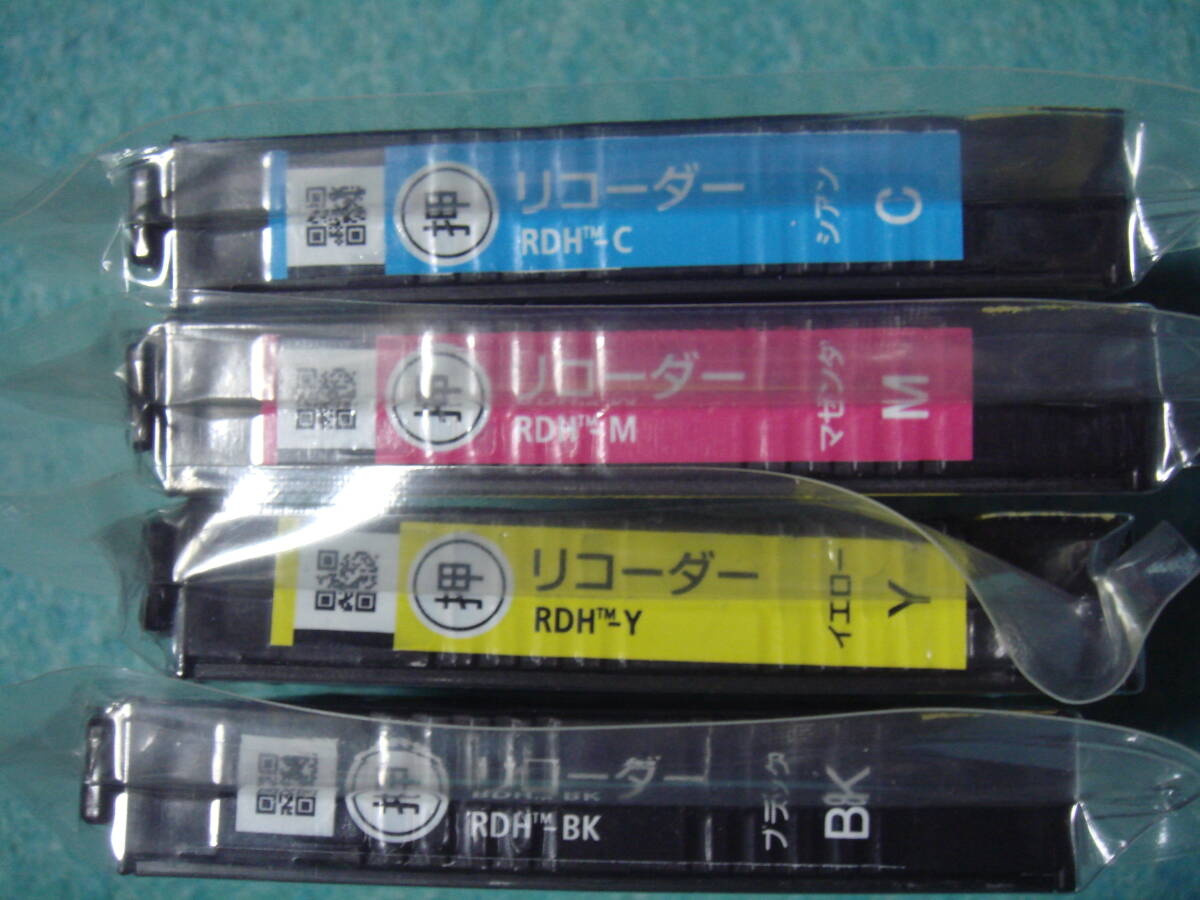 押
リコーダー
RDH™-C
シアン
C
押
リコーダー
RDH™-M
マゼンダ
M
押
リコーダー
RDH™-Y
イエロー
Y
押
リコーダー
RDH™-BK
ブラック
BK